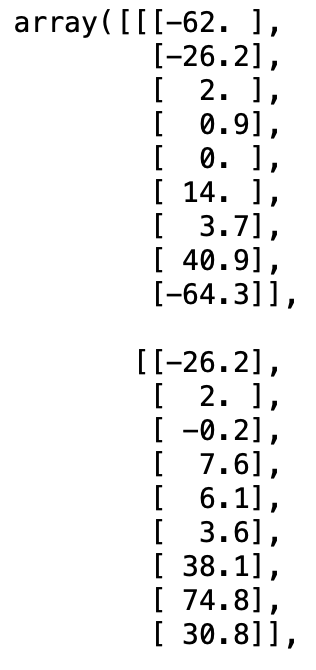 array([[[-62. ],
[-26.2],
[  2. ],
[  0.9],
[  0. ],
[ 14. ],
[  3.7],
[ 40.9],
[-64.3]],
[[-26.2],
[  2. ],
[ -0.2],
[  7.6],
[  6.1],
[  3.6],
[ 38.1],
[ 74.8],
[ 30.8]],